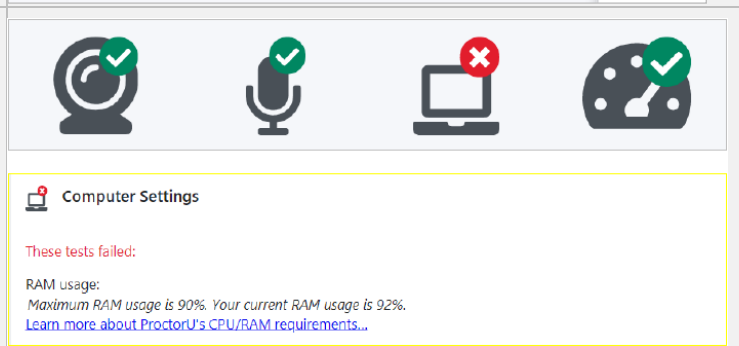 Computer Settings
These tests failed:
RAM usage:
Maximum RAM usage is 90%. Your current RAM usage is 92%.
Learn more about ProctorU's CPU/RAM requirements...